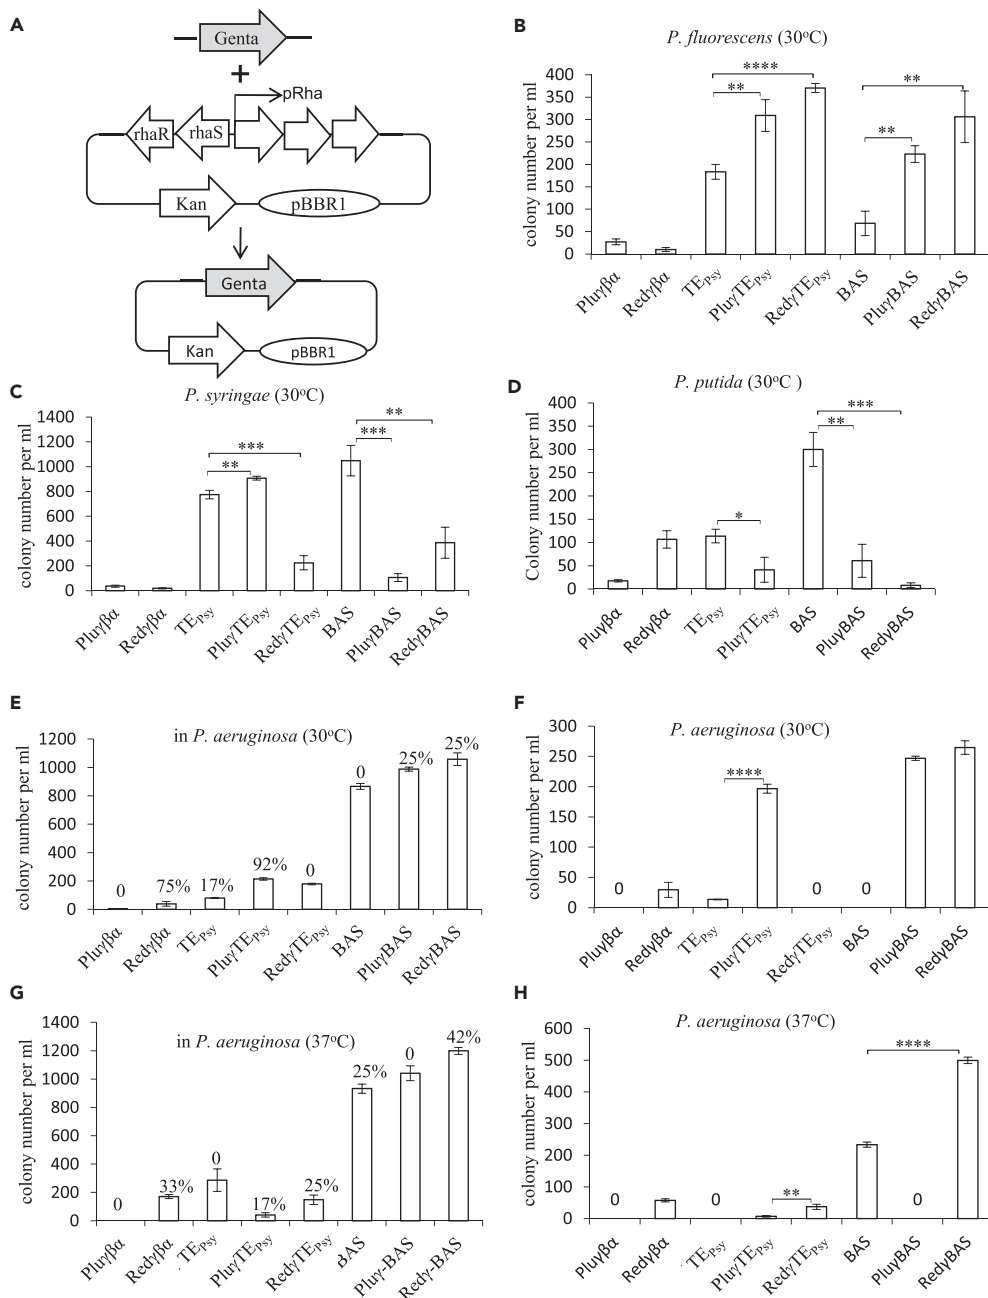 A
Genta
+
pRha
rhaR
rhaS
Kan
pBBR1
Genta
Kan
pBBR1
B
P. fluorescens (30°C)
colony number per ml
400
350
300
250
200
150
100
50
0
****
**
**
**
Pluγβα
Redγβα
TEPsy
PluγTEPsy
RedγTEPsy
BAS
PluγBAS
RedγBAS
C
P. syringae (30°C)
colony number per ml
1400
1200
1000
800
600
400
200
0
***
**
**
***
Pluγβα
Redγβα
TEPsy
PluγTEPsy
RedγTEPsy
BAS
PluγBAS
RedγBAS
D
P. putida (30°C )
Colony number per ml
400
350
300
250
200
150
100
50
0
*
***
**
Pluγβα
Redγβα
TEPsy
PluγTEPsy
RedγTEPsy
BAS
PluγBAS
RedγBAS
E
in P. aeruginosa (30°C)
colony number per ml
1200
1000
800
600
400
200
0
0
75%
17%
92%
0
0
25%
25%
Pluγβα
Redγβα
TEPsy
PluγTEPsy
RedγTEPsy
BAS
PluγBAS
RedγBAS
F
P. aeruginosa (30°C)
colony number per ml
300
250
200
150
100
50
0
0
****
0
0
Pluγβα
Redγβα
TEPsy
PluγTEPsy
RedγTEPsy
BAS
PluγBAS
RedγBAS
G
in P. aeruginosa (37°C)
colony number per ml
1400
1200
1000
800
600
400
200
0
0
33%
0
17%
25%
25%
0
42%
Pluγβα
Redγβα
TEPsy
PluγTEPsy
RedγTEPsy
BAS
Pluγ-BAS
Redγ-BAS
H
P. aeruginosa (37°C)
colony number per ml
600
500
400
300
200
100
0
0
0
**
****
0
Pluγβα
Redγβα
TEPsy
PluγTEPsy
RedγTEPsy
BAS
PluγBAS
RedγBAS